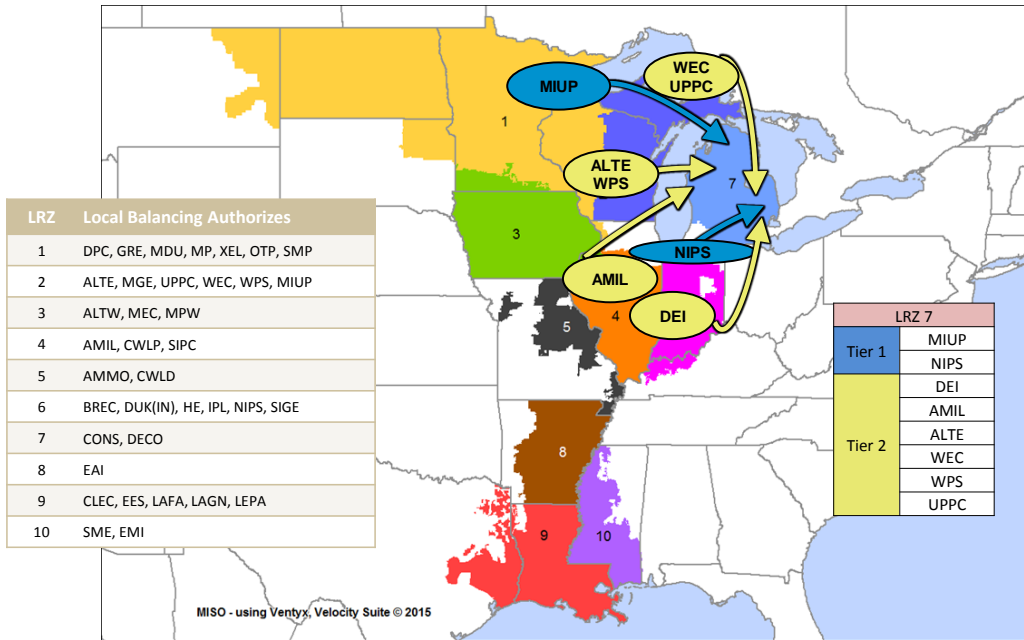 MIUP
WEC
UPPC
1
ALTE
WPS
7
LRZ Local Balancing Authorizes
1 DPC, GRE, MDU, MP, XEL, OTP, SMP
2 ALTE, MGE, UPPC, WEC, WPS, MIUP
3 ALTW, MEC, MPW
4 AMIL, CWLP, SIPC
5 AMMO, CWLD
6 BREC, DUK(IN), HE, IPL, NIPS, SIGE
7 CONS, DECO
8 EAI
9 CLEC, EES, LAFA, LAGN, LEPA
10 SME, EMI
3
NIPS
AMIL
DEI
4
5
8
9
10
LRZ 7
Tier 1
MIUP
NIPS
Tier 2
DEI
AMIL
ALTE
WEC
WPS
UPPC
MISO - using Ventyx, Velocity Suite © 2015